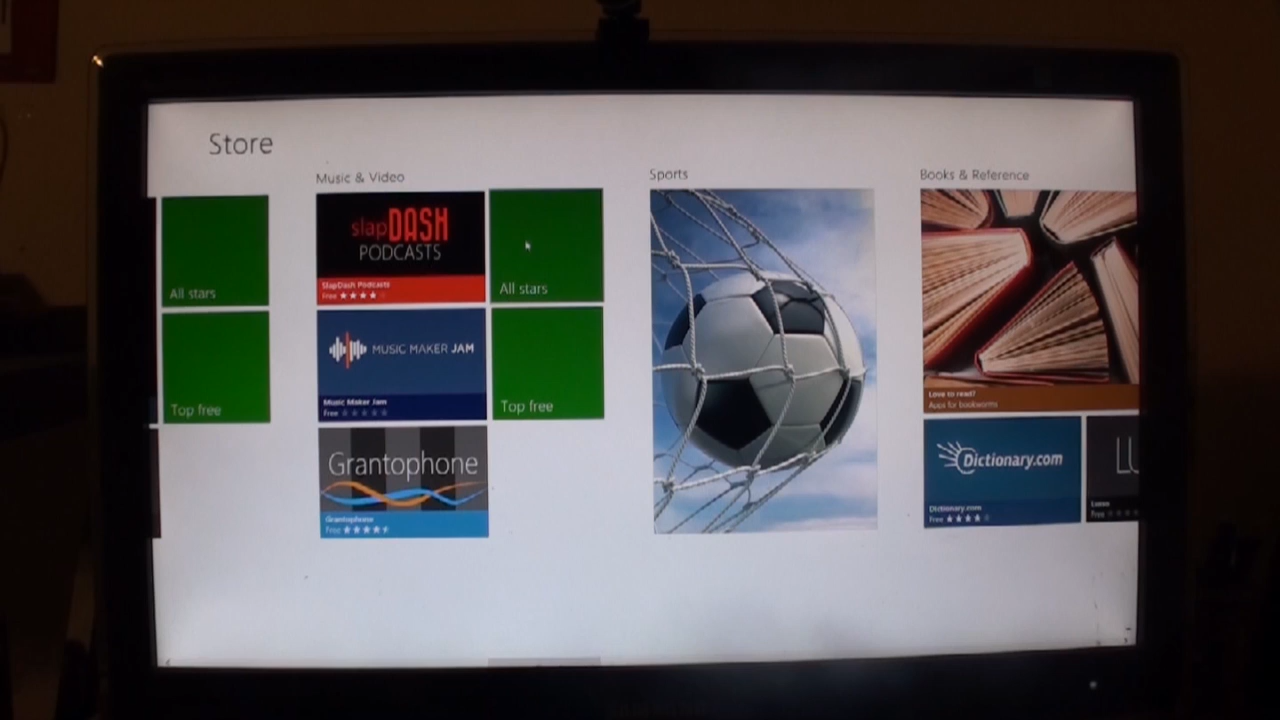 Store
All stars
Top free
Music & Video
slapDASH
PODCASTS
SlapDash Podcasts
Free
All stars
MUSIC MAKER JAM
Music Maker Jam
Free
Top free
Grantophone
Grantophone
Free
Sports
Books & Reference
Love to read?
Apps for bookworms
Dictionary.com
Dictionary.com
Free
Free